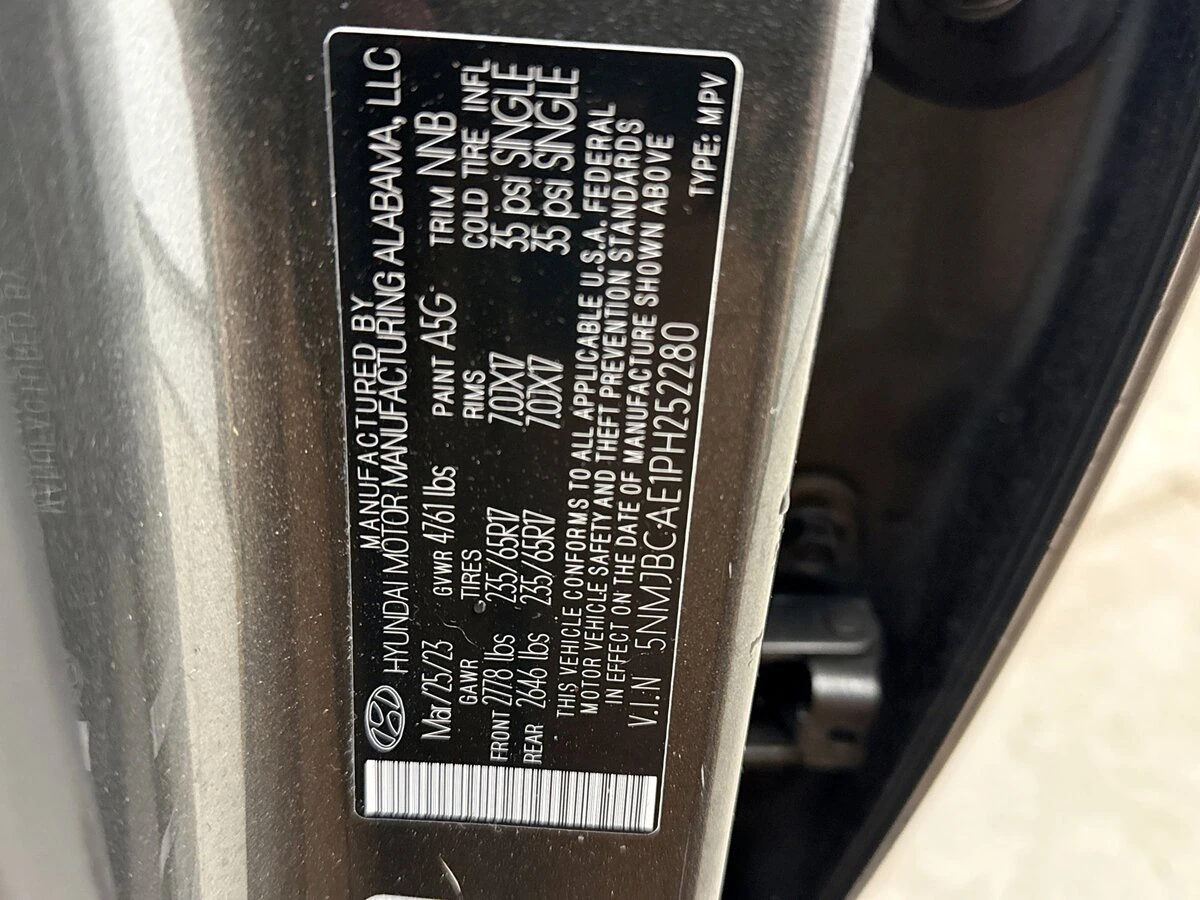 MANUFACTURED BY
HYUNDAI MOTOR MANUFACTURING ALABAMA, LLC
Mar/25/23 GVWR 4761 lbs PAINT A5G TRIM NNB
GAWR TIRES RIMS COLD TIRE INFL
FRONT 2778 lbs 235/65R17 7.0JX17 35 psi SINGLE
REAR 2646 lbs 235/65R17 7.0JX17 35 psi SINGLE
THIS VEHICLE CONFORMS TO ALL APPLICABLE U.S.A. FEDERAL
MOTOR VEHICLE SAFETY AND THEFT PREVENTION STANDARDS
IN EFFECT ON THE DATE OF MANUFACTURE SHOWN ABOVE
V.I.N 5NMJBCAE1PH252280
TYPE: MPV